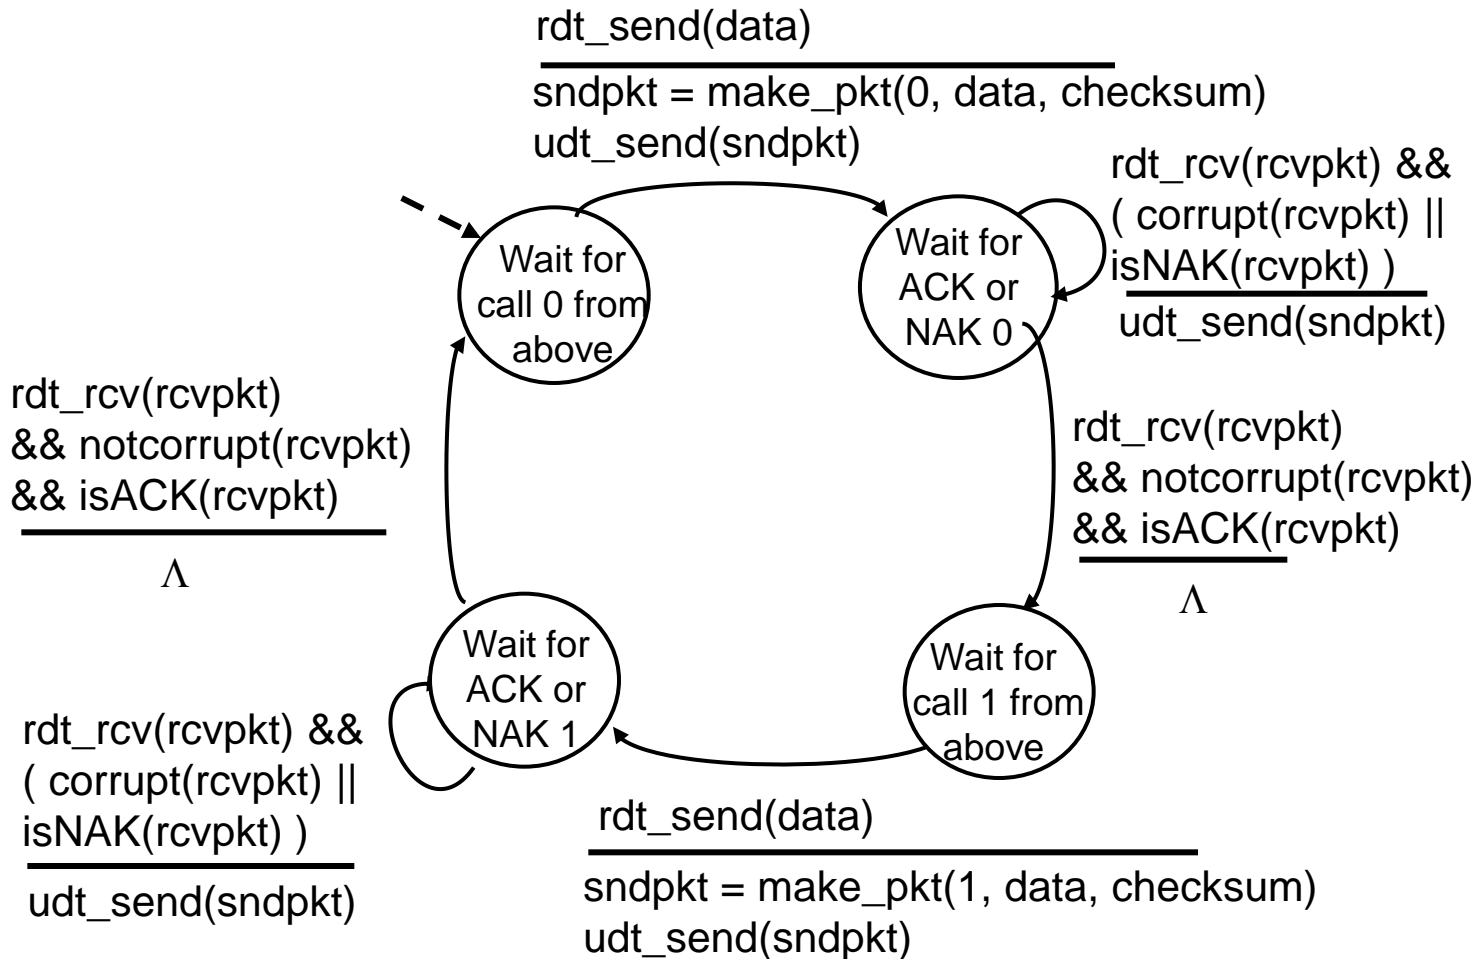 rdt_send(data)
sndpkt = make_pkt(0, data, checksum)
udt_send(sndpkt)
rdt_rcv(rcvpkt) &&
( corrupt(rcvpkt) ||
isNAK(rcvpkt) )
udt_send(sndpkt)
Wait for
call 0 from
above
Wait for
ACK or
NAK 0
rdt_rcv(rcvpkt)
&& notcorrupt(rcvpkt)
&& isACK(rcvpkt)
Λ
rdt_rcv(rcvpkt)
&& notcorrupt(rcvpkt)
&& isACK(rcvpkt)
Λ
Wait for
ACK or
NAK 1
Wait for
call 1 from
above
rdt_rcv(rcvpkt) &&
( corrupt(rcvpkt) ||
isNAK(rcvpkt) )
udt_send(sndpkt)
rdt_send(data)
sndpkt = make_pkt(1, data, checksum)
udt_send(sndpkt)